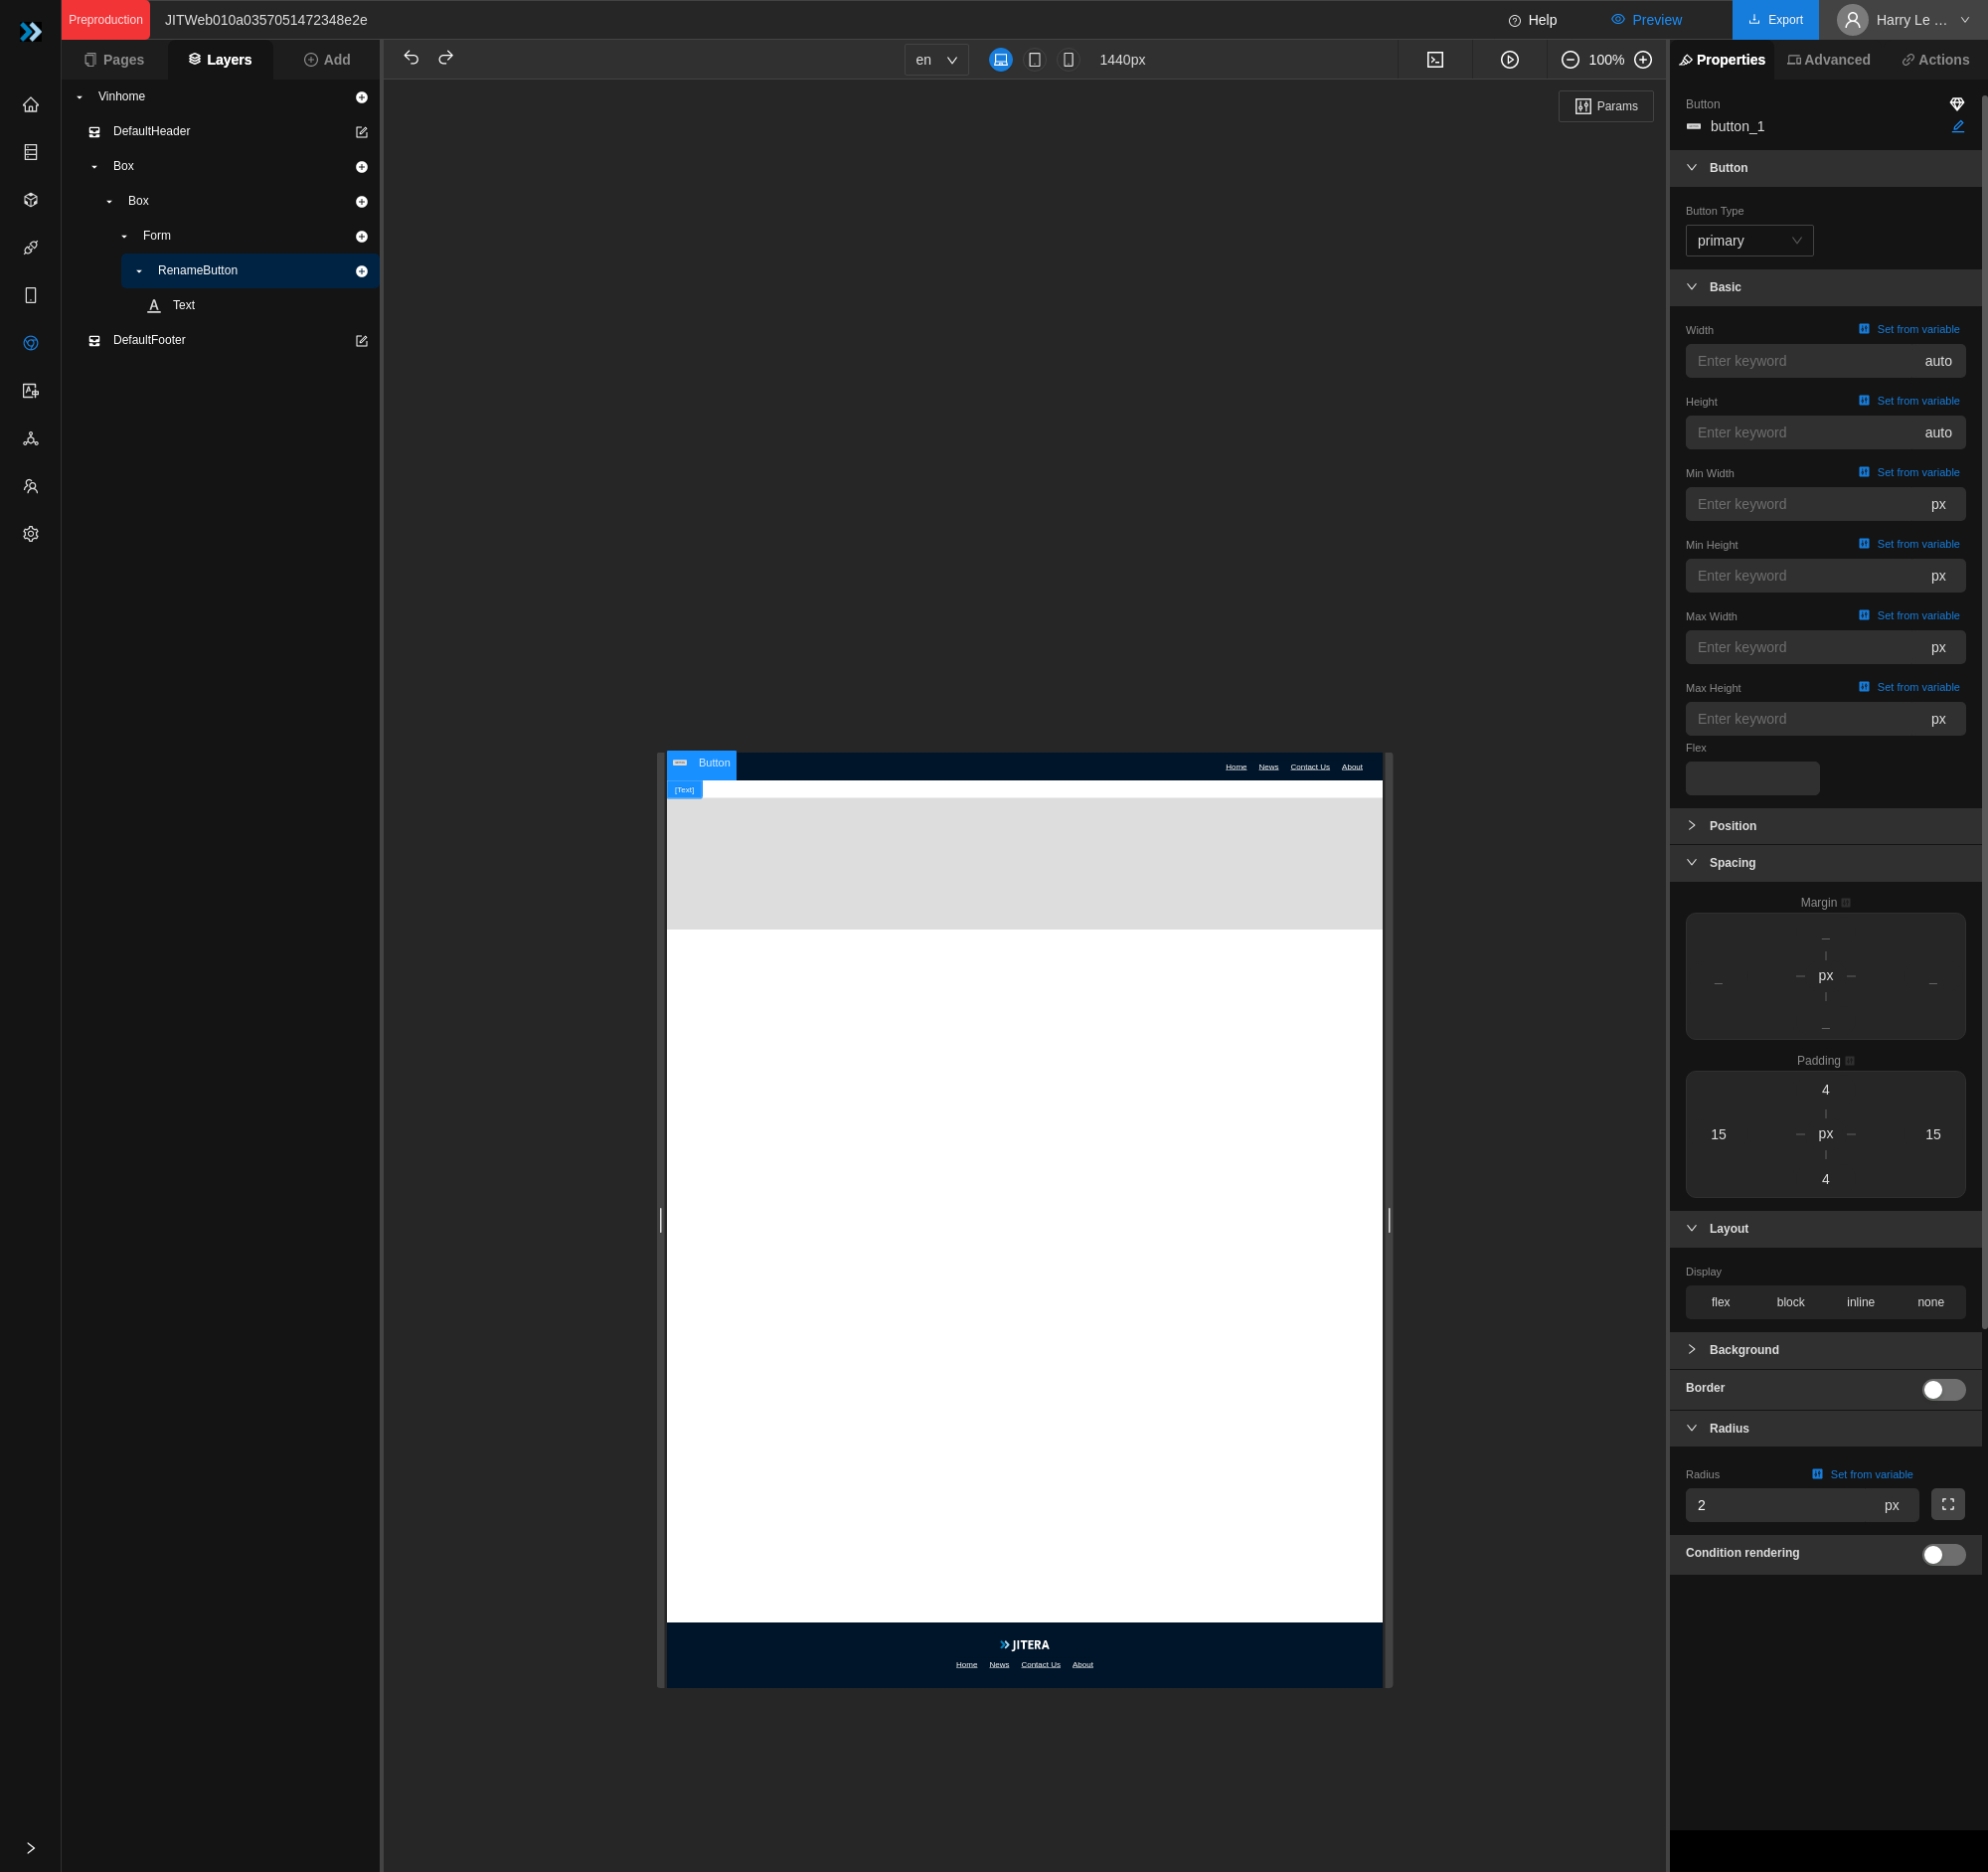 Preproduction
JITWeb010a0357051472348e2e
Help
Preview
Export
Harry Le ...
Pages
Layers
Add
en
1440px
100%
Properties
Advanced
Actions
Vinhome
DefaultHeader
Box
Box
Form
RenameButton
Text
DefaultFooter
Params
Button
Home News Contact Us About
[Text]
JITERA
Home News Contact Us About
Button
button_1
Button
Button Type
primary
Basic
Width Set from variable
Enter keyword auto
Height Set from variable
Enter keyword auto
Min Width Set from variable
Enter keyword px
Min Height Set from variable
Enter keyword px
Max Width Set from variable
Enter keyword px
Max Height Set from variable
Enter keyword px
Flex
Position
Spacing
Margin
–
– px –
–
Padding
4
15 px 15
4
Layout
Display
flex block inline none
Background
Border
Radius
Radius Set from variable
2 px
Condition rendering